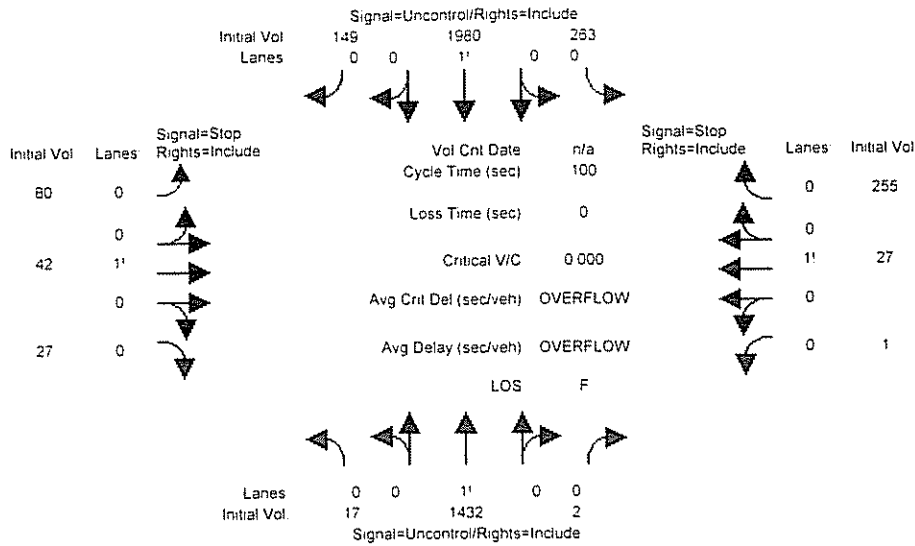 Signal=Uncontrol/Rights=Include
Initial Vol 149 1980 263
Lanes 0 0 1! 0 0
Signal=Stop
Initial Vol Lanes Rights=Include
80 0
0
42 1! 
0
27 0
Vol Cnt Date n/a
Cycle Time (sec) 100
Loss Time (sec) 0
Critical V/C 0 000
Avg Crit Del (sec/veh) OVERFLOW
Avg Delay (sec/veh) OVERFLOW
LOS F
Signal=Stop
Rights=Include Lanes Initial Vol
0 255
0
1! 27
0
0 1
Lanes 0 0 1! 0 0
Initial Vol. 17 1432 2
Signal=Uncontrol/Rights=Include